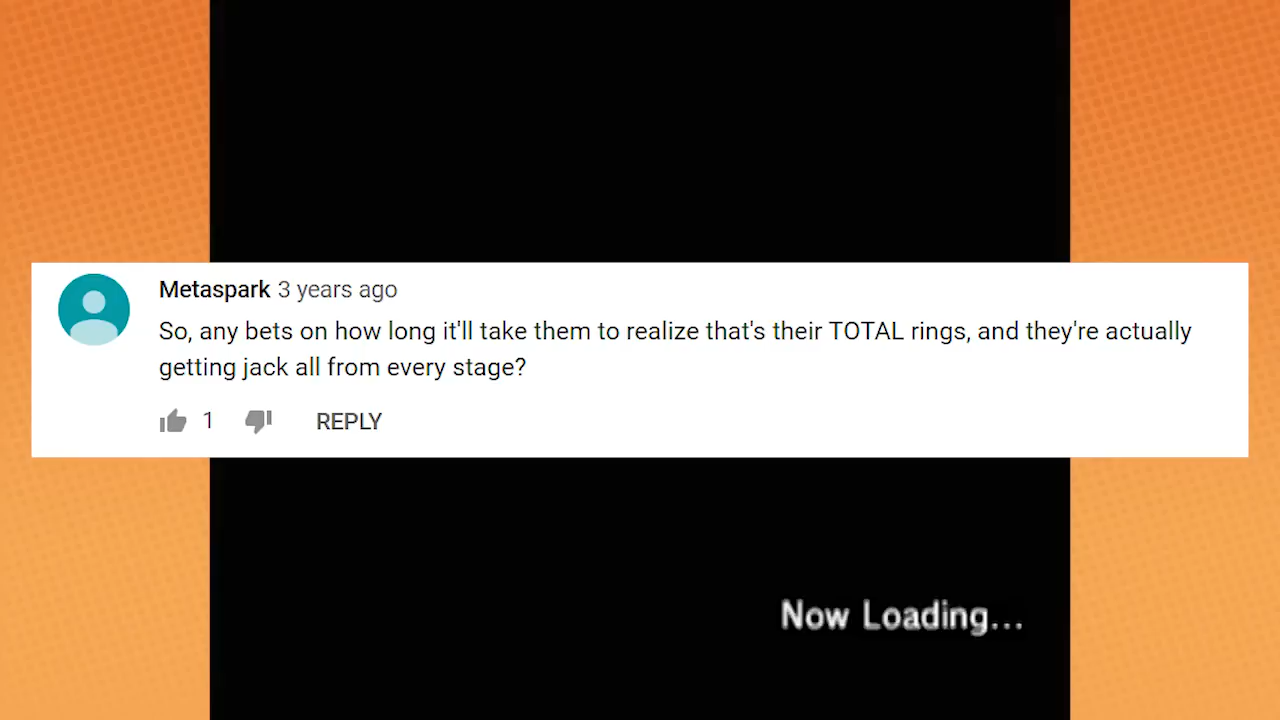 Metaspark 3 years ago
So, any bets on how long it'll take them to realize that's their TOTAL rings, and they're actually
getting jack all from every stage?
1 REPLY
Now Loading...